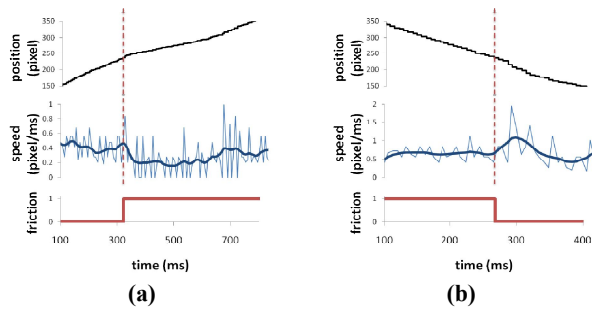 350
300
250
200
150
position
(pixel)
1
0.8
0.6
0.4
0.2
0
speed
(pixel/ms)
1
0
friction
100 300 500 700
time (ms)
(a)
350
300
250
200
150
position
(pixel)
2
1.5
1
0.5
0
speed
(pixel/ms)
1
0
friction
100 200 300 400
time (ms)
(b)